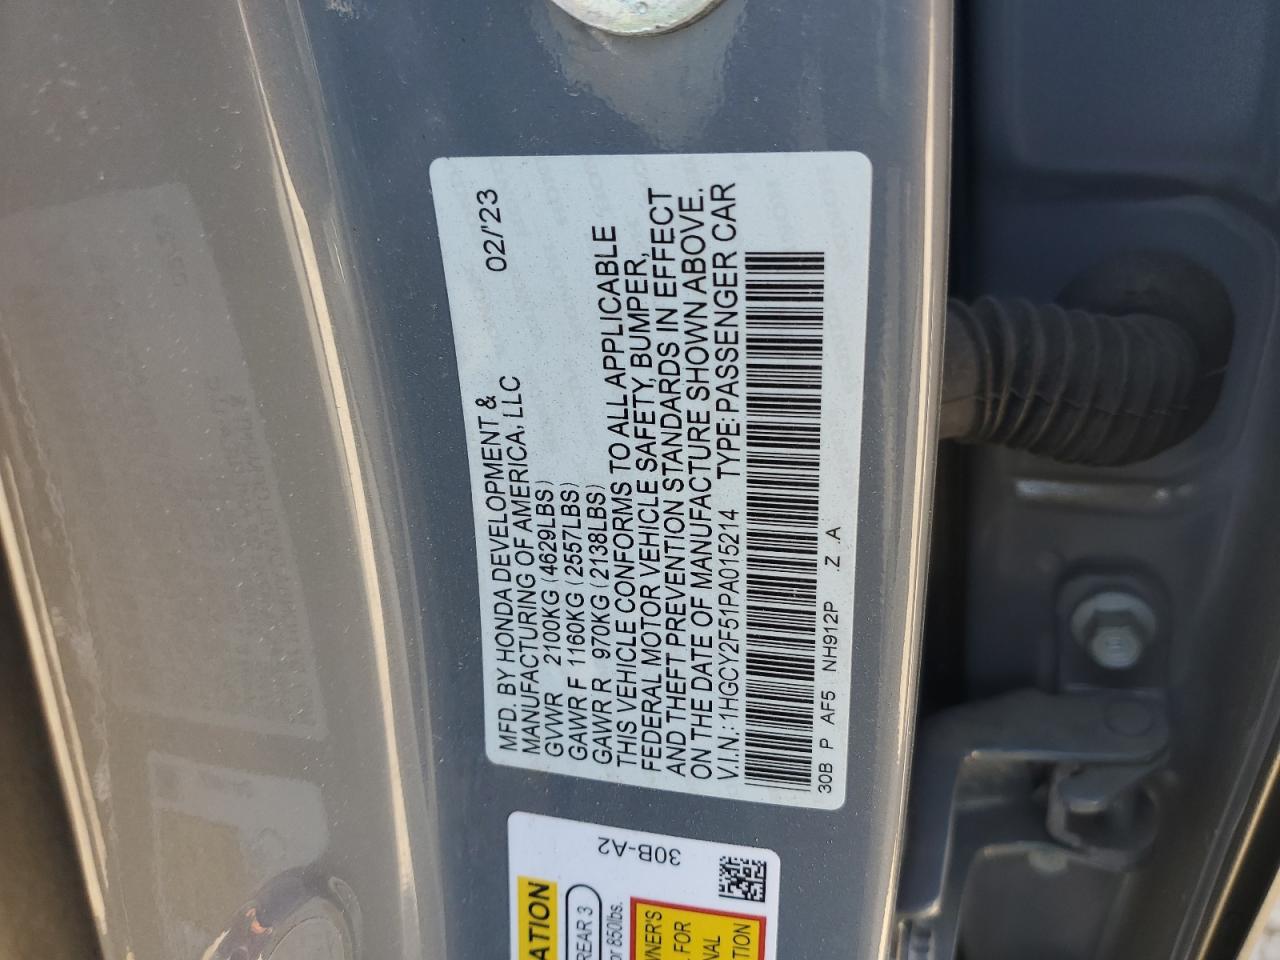 MFD. BY HONDA DEVELOPMENT & 02/'23
MANUFACTURING OF AMERICA, LLC
GVWR 2100KG (4629LBS)
GAWR F 1160KG (2557LBS)
GAWR R 970KG (2138LBS)
THIS VEHICLE CONFORMS TO ALL APPLICABLE
FEDERAL MOTOR VEHICLE SAFETY, BUMPER,
AND THEFT PREVENTION STANDARDS IN EFFECT
ON THE DATE OF MANUFACTURE SHOWN ABOVE.
V.I.N.: 1HGCY2F51PA015214 TYPE: PASSENGER CAR
30B P AF5 NH912P .Z .A
30B-A2
ATION
REAR 3
or 850lbs.
WNER'S
FOR
NAL
TION